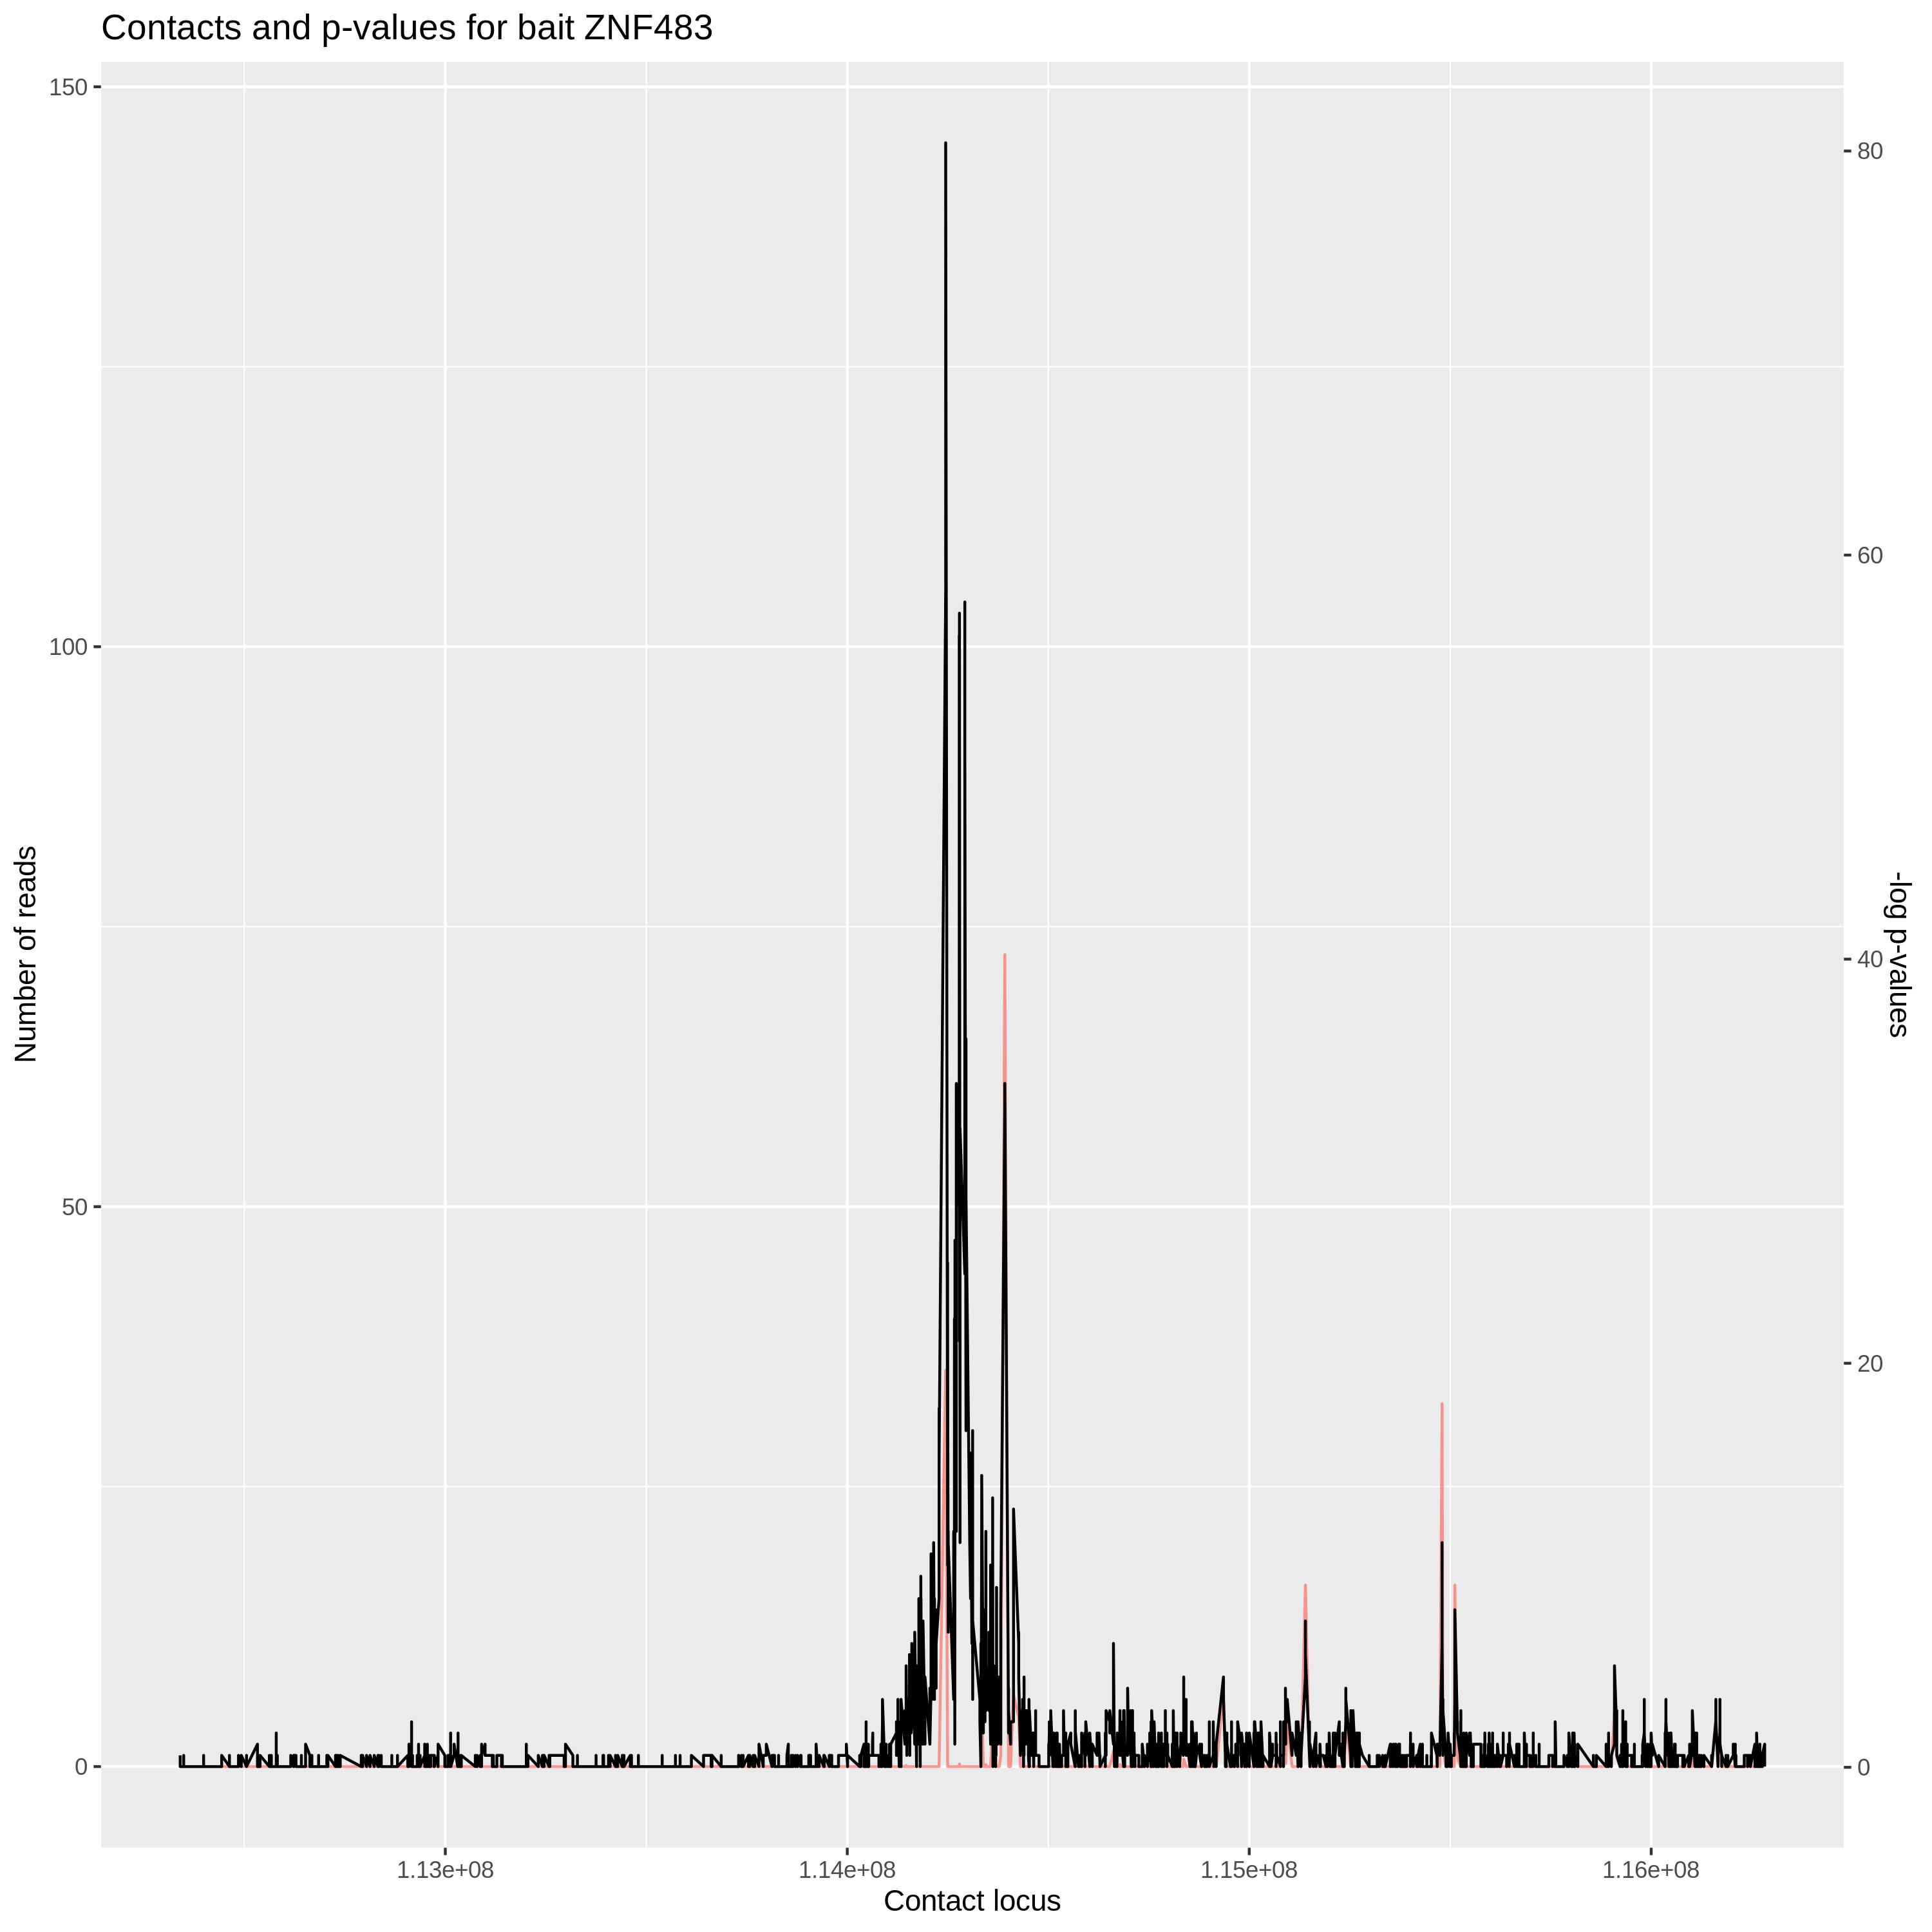 Contacts and p-values for bait ZNF483
150
100
50
0
Number of reads
80
60
40
20
0
-log p-values
1.13e+08
1.14e+08
1.15e+08
1.16e+08
Contact locus